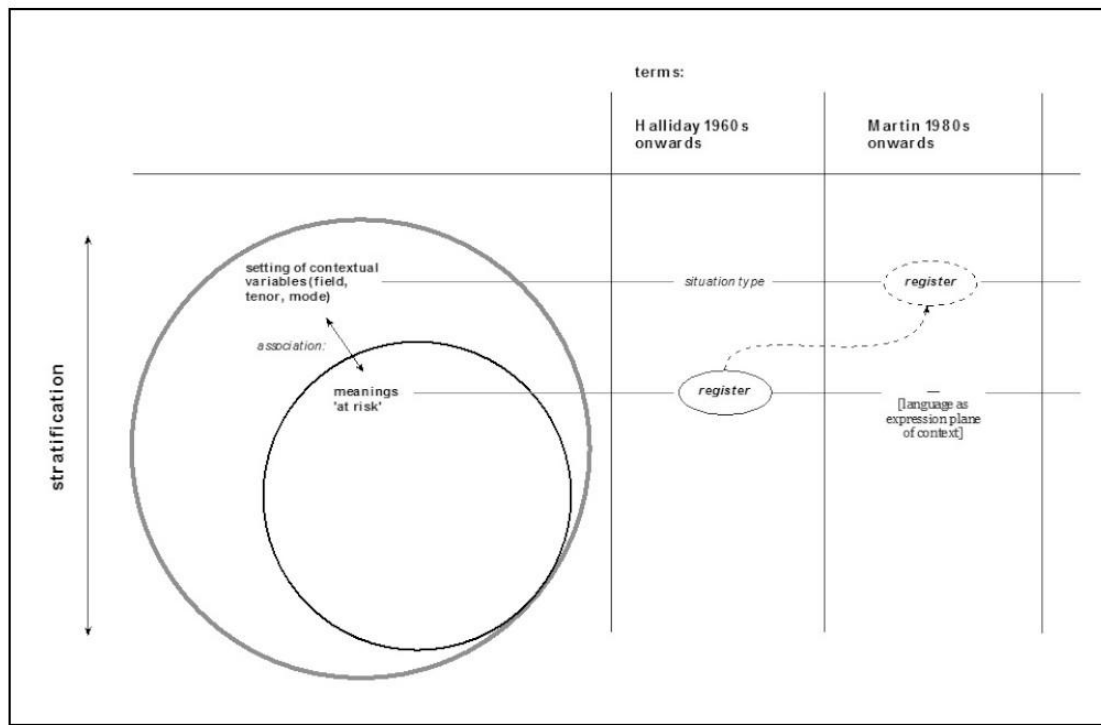 terms:
Halliday 1960s
onwards
Martin 1980s
onwards
stratification
setting of contextual
variables (field,
tenor, mode)
situation type
register
association:
meanings
'at risk'
register
—
[language as
expression plane
of context]